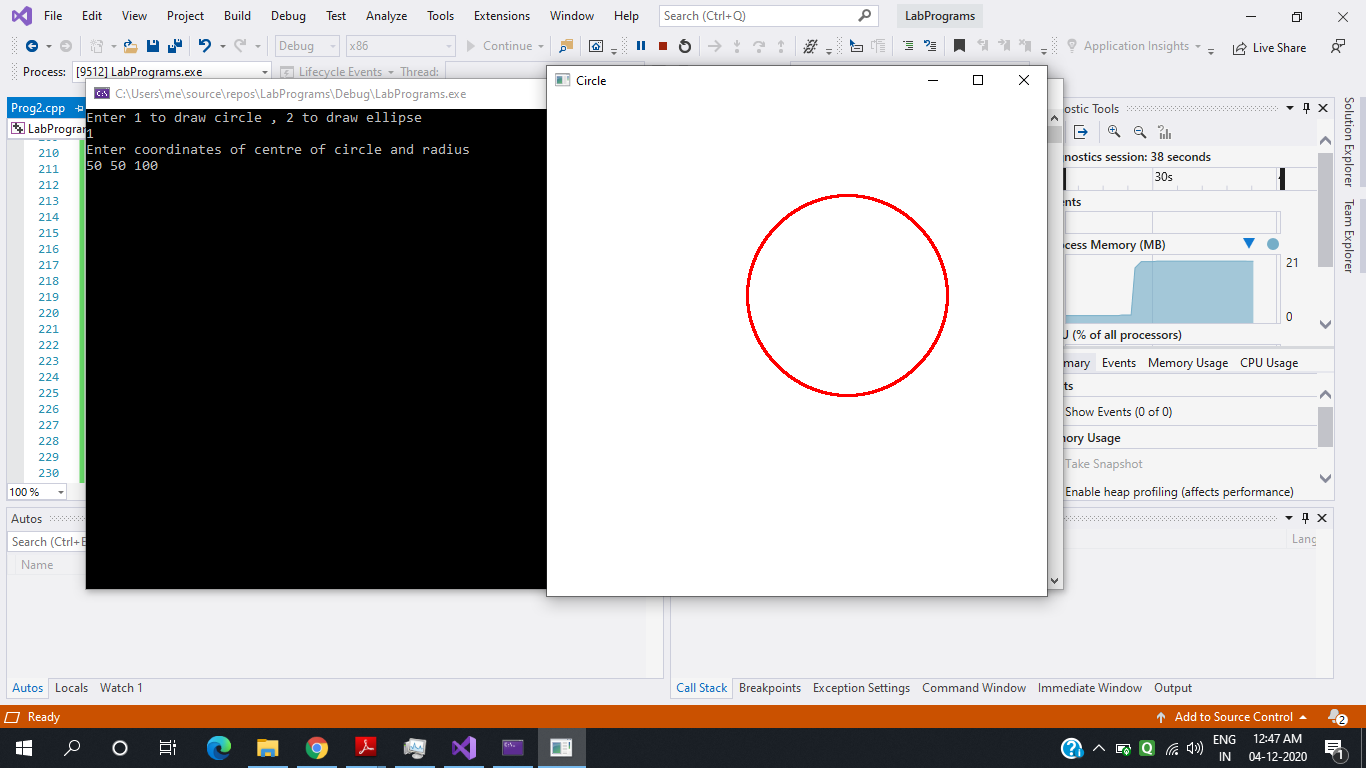 File Edit View Project Build Debug Test Analyze Tools Extensions Window Help Search (Ctrl+Q) LabPrograms
Debug x86 Continue Application Insights Live Share
Process: [9512] LabPrograms.exe Lifecycle Events Thread:
Circle
C:\Users\me\source\repos\LabPrograms\Debug\LabPrograms.exe
Enter 1 to draw circle , 2 to draw ellipse
1
Enter coordinates of centre of circle and radius
50 50 100
Prog2.cpp
LabProgram
210
211
212
213
214
215
216
217
218
219
220
221
222
223
224
225
226
227
228
229
230
100 %
ostic Tools
nostics session: 38 seconds
30s
ents
ocess Memory (MB)
21
0
U (% of all processors)
mary Events Memory Usage CPU Usage
ts
Show Events (0 of 0)
ory Usage
Take Snapshot
Enable heap profiling (affects performance)
Solution Explorer
Team Explorer
Autos
Search (Ctrl+E
Name
Lang
Autos Locals Watch 1
Call Stack Breakpoints Exception Settings Command Window Immediate Window Output
Ready
Add to Source Control 2
ENG
IN
12:47 AM
04-12-2020
1